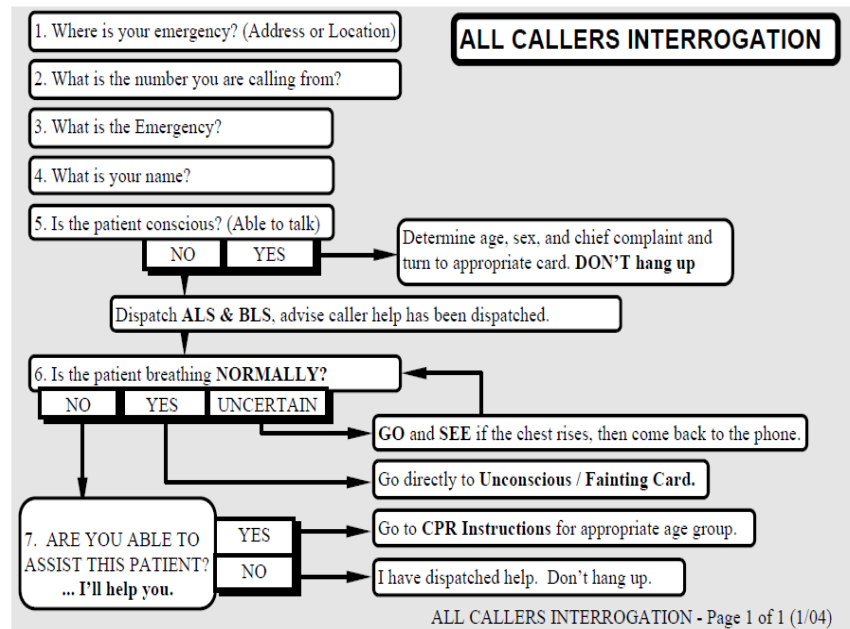 ALL CALLERS INTERROGATION
1. Where is your emergency? (Address or Location)
2. What is the number you are calling from?
3. What is the Emergency?
4. What is your name?
5. Is the patient conscious? (Able to talk)
NO
YES
Determine age, sex, and chief complaint and
turn to appropriate card. DON'T hang up
Dispatch ALS & BLS, advise caller help has been dispatched.
6. Is the patient breathing NORMALLY?
NO
YES
UNCERTAIN
GO and SEE if the chest rises, then come back to the phone.
Go directly to Unconscious / Fainting Card.
7. ARE YOU ABLE TO
ASSIST THIS PATIENT?
... I'll help you.
YES
Go to CPR Instructions for appropriate age group.
NO
I have dispatched help. Don't hang up.
ALL CALLERS INTERROGATION - Page 1 of 1 (1/04)